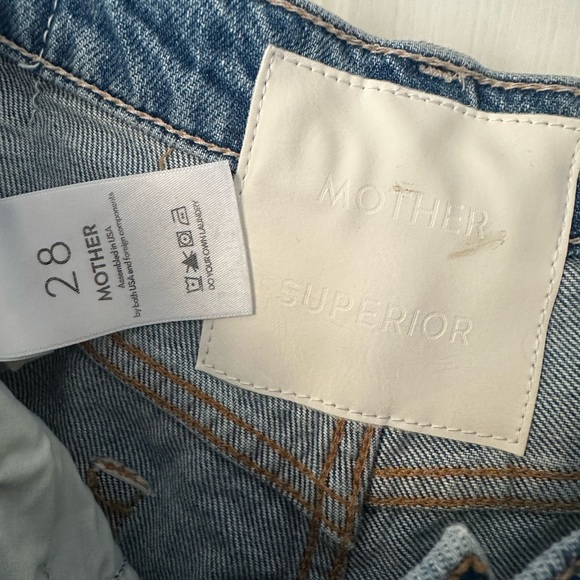 28
MOTHER
Assembled in USA
by both USA and foreign components
DO YOUR OWN LAUNDRY
MOTHER
SUPERIOR